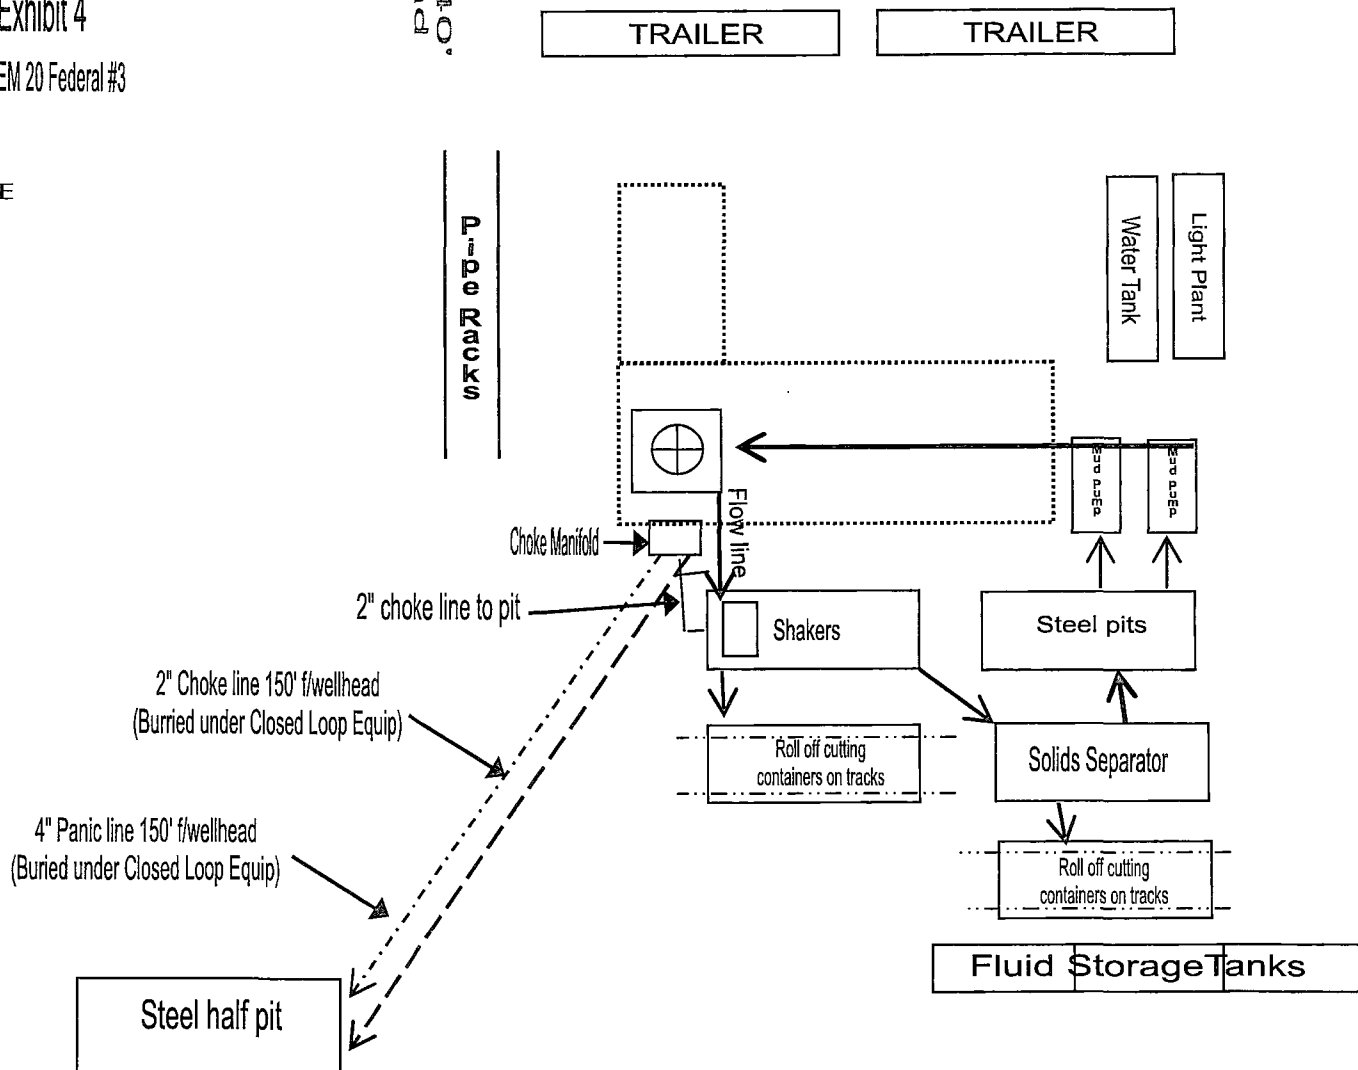 Exhibit 4
EM 20 Federal #3
E
TRAILER
TRAILER
Pipe Racks
Water Tank
Light Plant
Mud pump
Mud pump
Flow line
Choke Manifold
2" choke line to pit
Shakers
Steel pits
2" Choke line 150' f/wellhead
(Burried under Closed Loop Equip)
Roll off cutting
containers on tracks
Solids Separator
4" Panic line 150' f/wellhead
(Buried under Closed Loop Equip)
Roll off cutting
containers on tracks
Fluid StorageTanks
Steel half pit